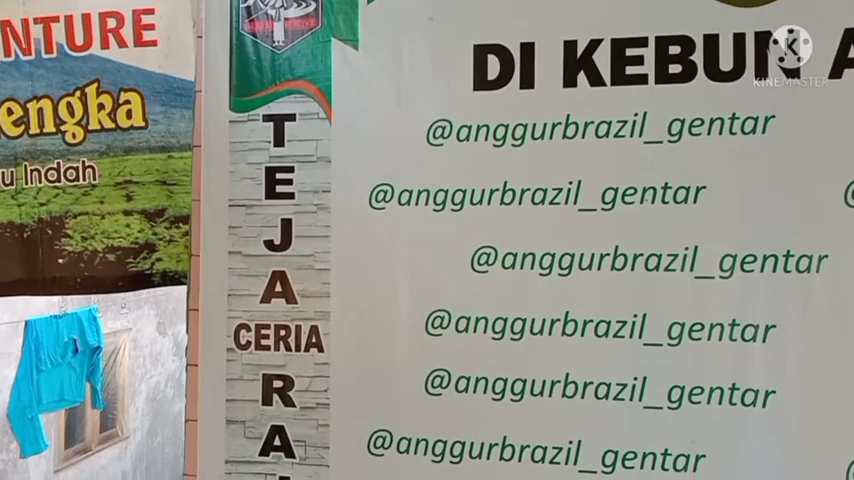 NTURE
engka
u Indah
T
E
J
A
CERIA
R
A
DI KEBUN A
@anggurbrazil_gentar
@anggurbrazil_gentar
@
@anggurbrazil_gentar
@anggurbrazil_gentar
@anggurbrazil_gentar
@anggurbrazil_gentar
KINEMASTER